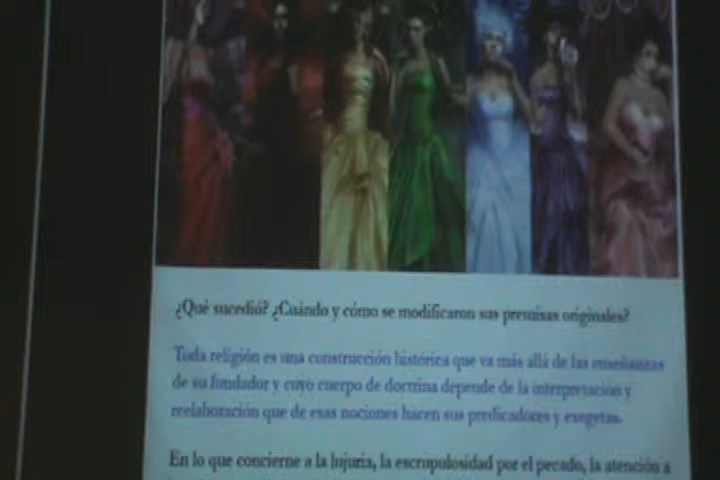 ¿Qué sucedió? ¿Cuándo y cómo se modificaron sus premisas originales?
Toda religión es una construcción histórica que va más allá de las enseñanzas
de su fundador y cuyo cuerpo de doctrina depende de la interpretación y
reelaboración que de esas nociones hacen sus predicadores y exegetas.
En lo que concierne a la lujuria, la escrupulosidad por el pecado, la atención a